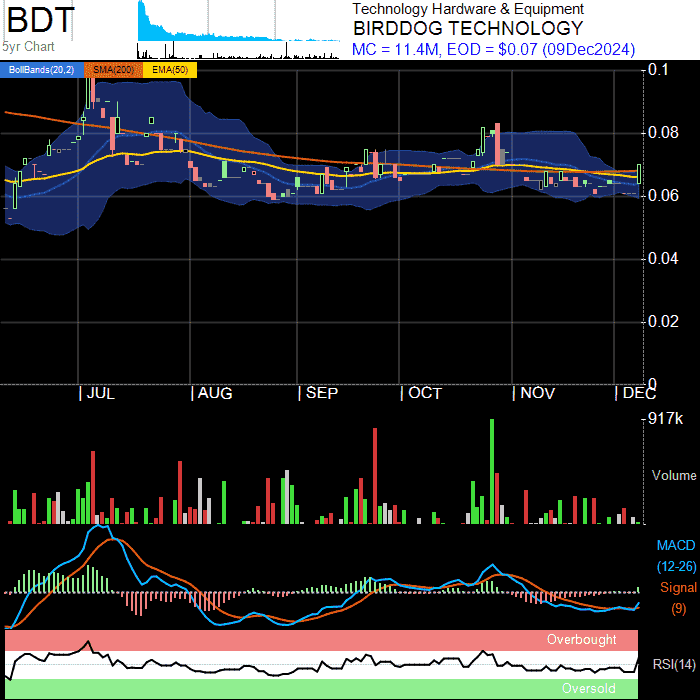 BDT
5yr Chart
Technology Hardware & Equipment
BIRDDOG TECHNOLOGY
MC = 11.4M, EOD = $0.07 (09Dec2024)
BollBands(20,2) SMA(200) EMA(50)
0.1
0.08
0.06
0.04
0.02
0
JUL AUG SEP OCT NOV DEC
917k
Volume
MACD
(12-26)
Signal
(9)
Overbought
RSI(14)
Oversold